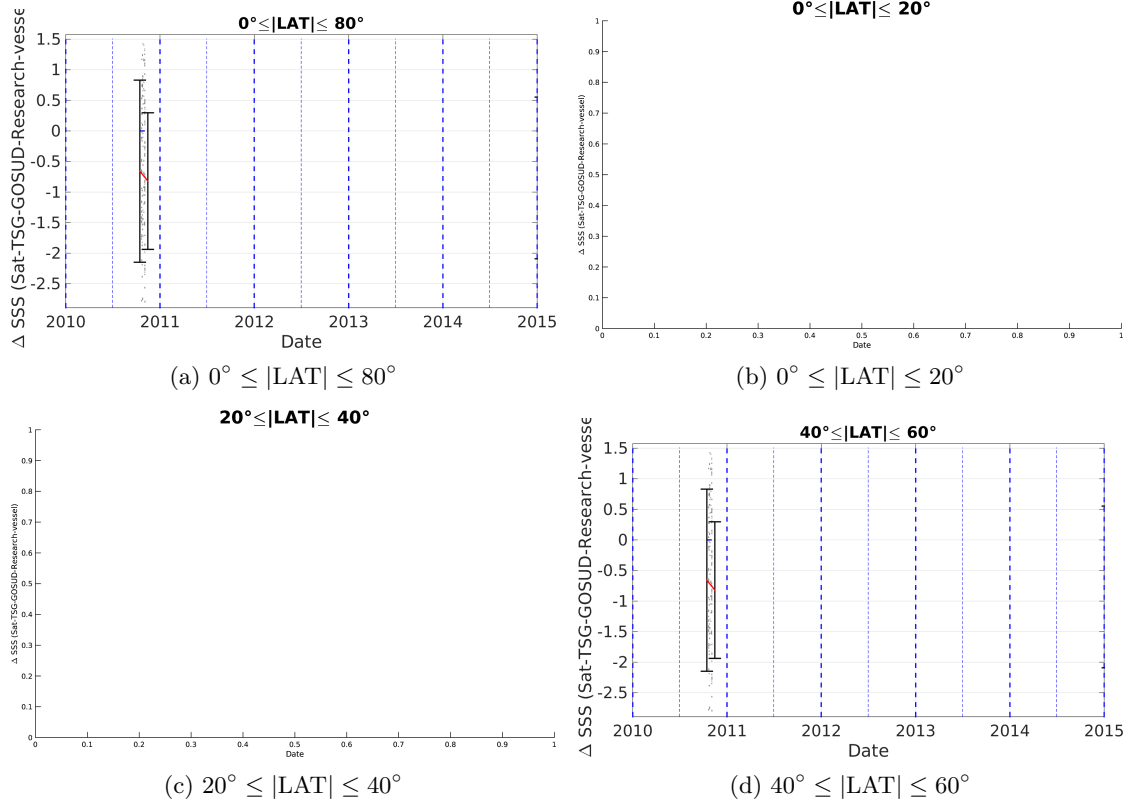 0°≤|LAT|≤ 80°
Δ SSS (Sat-TSG-GOSUD-Research-vesse
1.5
1
0.5
0
-0.5
-1
-1.5
-2
-2.5
2010 2011 2012 2013 2014 2015
Date
(a) 0° ≤ |LAT| ≤ 80°
0°≤|LAT|≤ 20°
Δ SSS (Sat-TSG-GOSUD-Research-vessel)
1
0.9
0.8
0.7
0.6
0.5
0.4
0.3
0.2
0.1
0
0 0.1 0.2 0.3 0.4 0.5 0.6 0.7 0.8 0.9 1
Date
(b) 0° ≤ |LAT| ≤ 20°
20°≤|LAT|≤ 40°
Δ SSS (Sat-TSG-GOSUD-Research-vessel)
1
0.9
0.8
0.7
0.6
0.5
0.4
0.3
0.2
0.1
0
0 0.1 0.2 0.3 0.4 0.5 0.6 0.7 0.8 0.9 1
Date
(c) 20° ≤ |LAT| ≤ 40°
40°≤|LAT|≤ 60°
Δ SSS (Sat-TSG-GOSUD-Research-vesse
1.5
1
0.5
0
-0.5
-1
-1.5
-2
-2.5
2010 2011 2012 2013 2014 2015
Date
(d) 40° ≤ |LAT| ≤ 60°